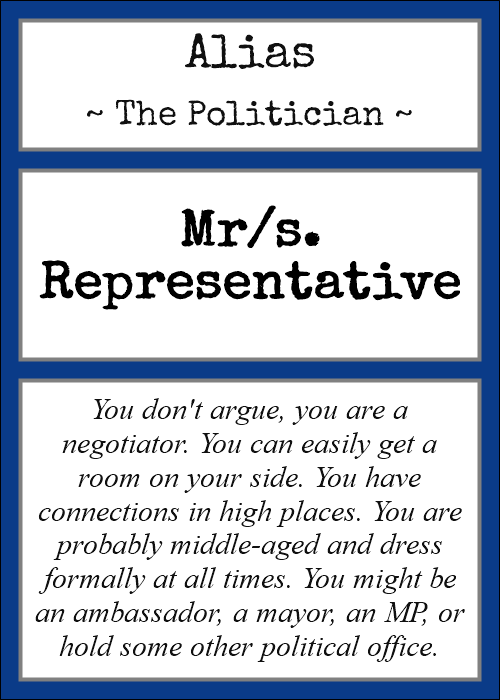 Alias
~ The Politician ~
Mr/s.
Representative
You don't argue, you are a
negotiator. You can easily get a
room on your side. You have
connections in high places. You are
probably middle-aged and dress
formally at all times. You might be
an ambassador, a mayor, an MP, or
hold some other political office.